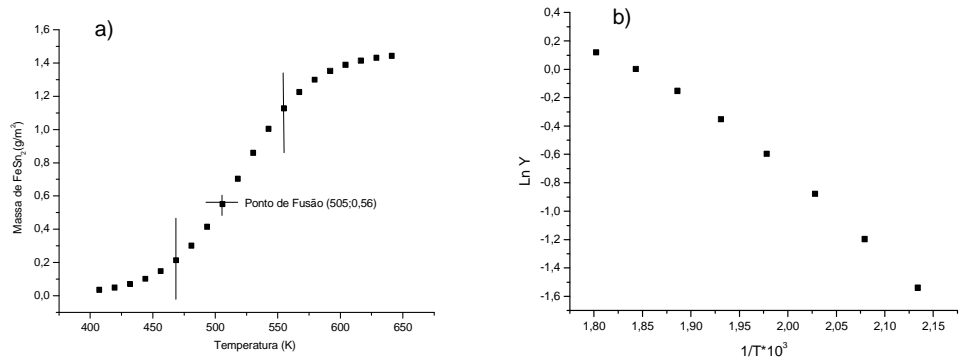 a)
Massa de FeSn₂(g/m²)
1,6
1,4
1,2
1,0
0,8
0,6
0,4
0,2
0,0
Ponto de Fusão (505;0,56)
400 450 500 550 600 650
Temperatura (K)
b)
Ln Y
0,4
0,2
0,0
-0,2
-0,4
-0,6
-0,8
-1,0
-1,2
-1,4
-1,6
1,80 1,85 1,90 1,95 2,00 2,05 2,10 2,15
1/T*10³